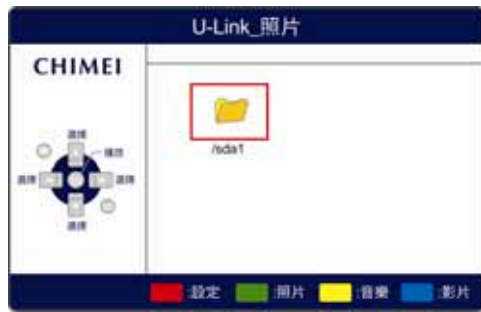 U-Link_照片
CHIMEI
/sda1
選擇
播放
選擇
選擇
選擇
:設定
:照片
:音樂
:影片